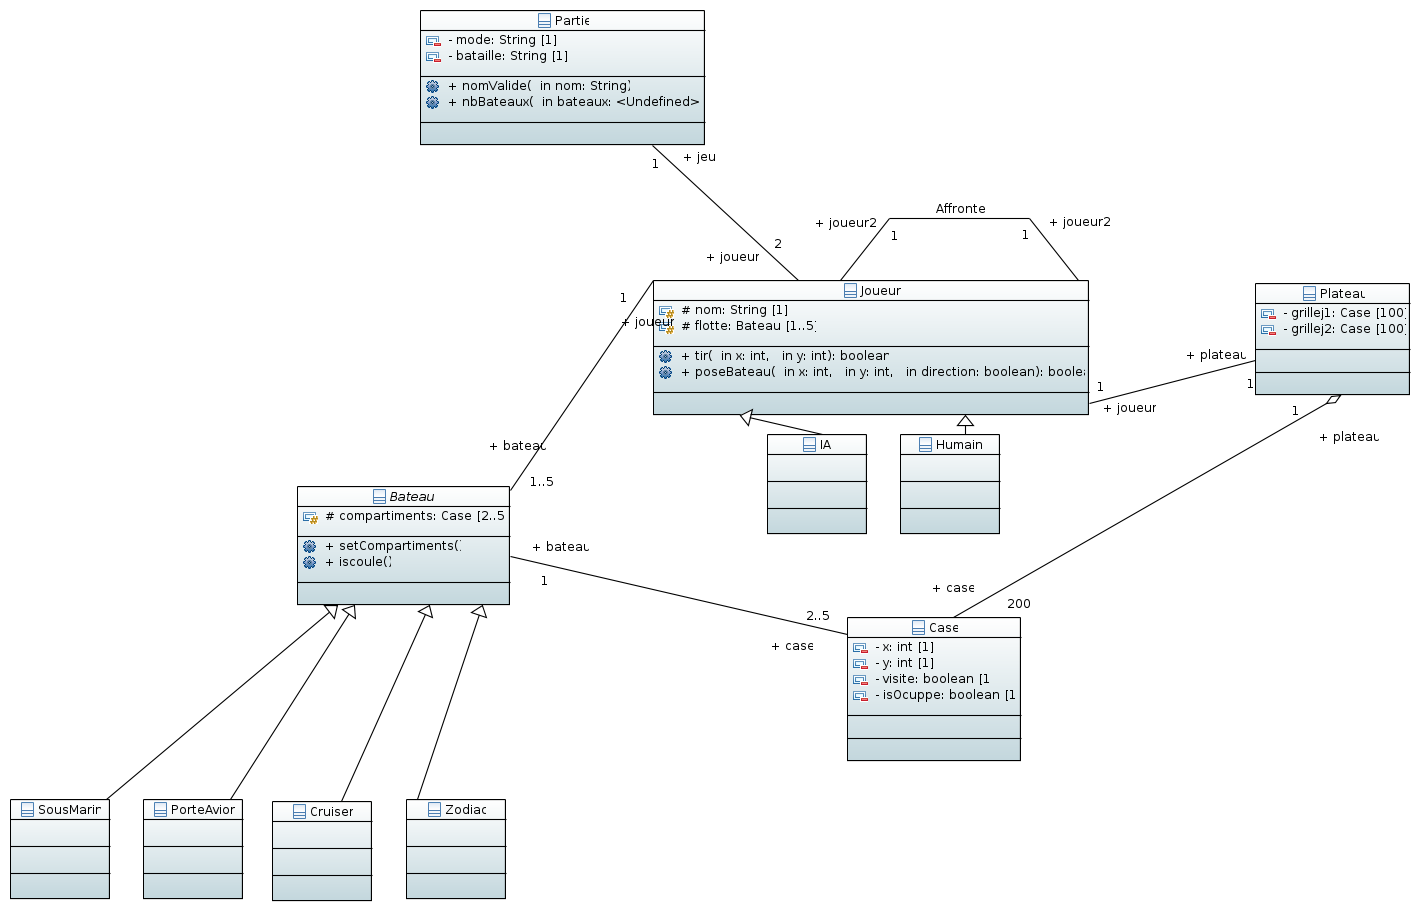 Partie
- mode: String [1]
- bataille: String [1]
+ nomValide( in nom: String)
+ nbBateaux( in bateaux: <Undefined>
1
+ jeu
2
+ joueur
Affronte
+ joueur2
1
1
+ joueur2
Joueur
# nom: String [1]
# flotte: Bateau [1..5]
+ tir( in x: int, in y: int): boolean
+ poseBateau( in x: int, in y: int, in direction: boolean): boolea
1
+ joueur
Plateau
- grillej1: Case [100]
- grillej2: Case [100]
+ plateau
1
1
+ joueur
1
+ plateau
IA
Humain
+ bateau
1..5
Bateau
# compartiments: Case [2..5
+ setCompartiments()
+ iscoule()
+ bateau
1
2..5
+ case
+ case
200
Case
- x: int [1]
- y: int [1]
- visite: boolean [1
- isOcuppe: boolean [1
SousMarin
PorteAvion
Cruiser
Zodiac